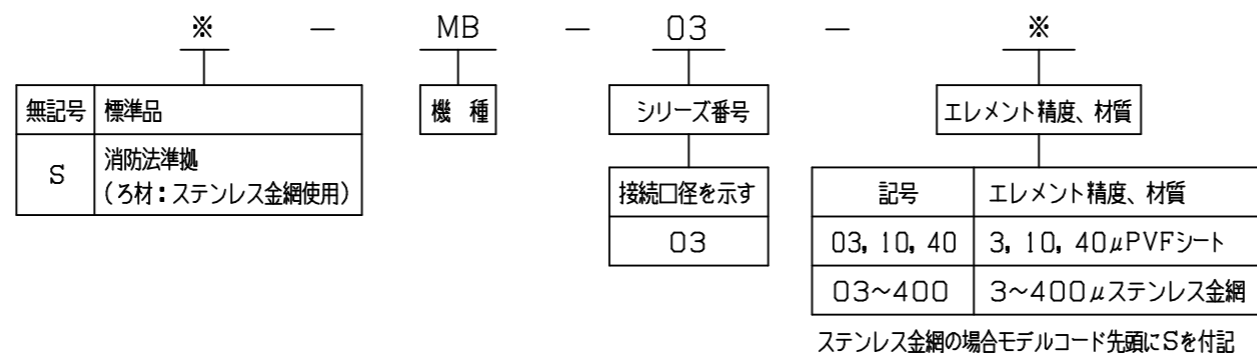 ※ － MB － 03 － ※
無記号 標準品
S 消防法準拠
(ろ材：ステンレス金網使用)
機 種
シリーズ番号
接続口径を示す
03
エレメント精度、材質
記号 エレメント精度、材質
03, 10, 40 3, 10, 40μPVFシート
03~400 3~400μステンレス金網
ステンレス金網の場合モデルコード先頭にSを付記